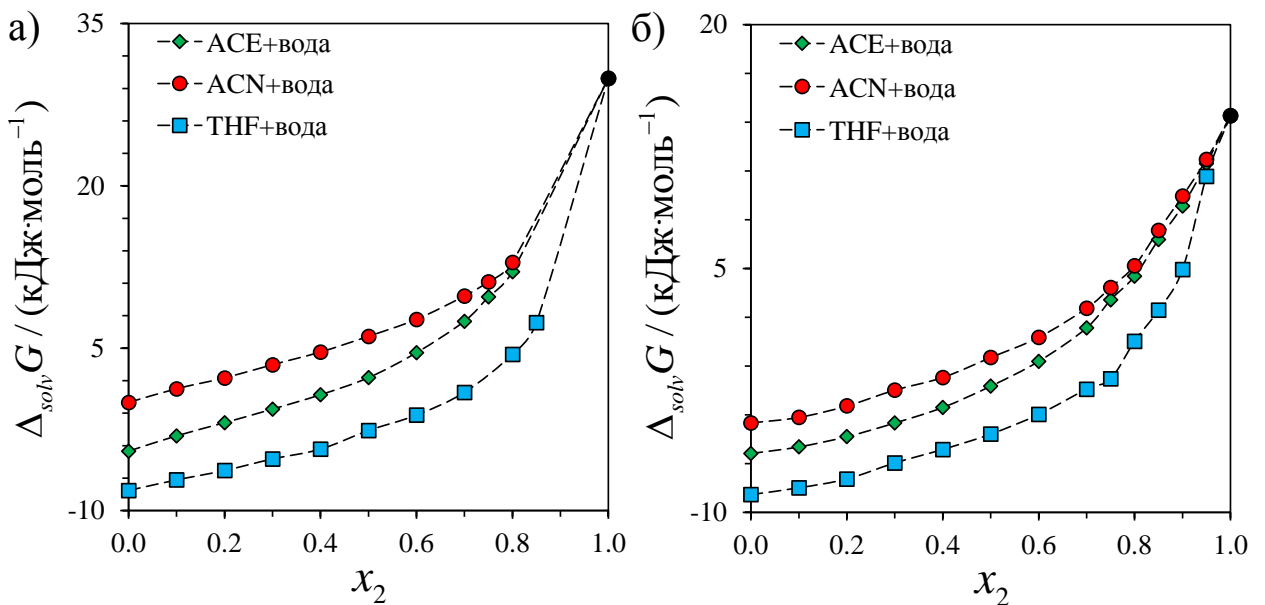 а)
35
20
5
-10
ACE+вода
ACN+вода
THF+вода
Δsolv G / (кДж·моль⁻¹)
0.0 0.2 0.4 0.6 0.8 1.0
x₂
б)
20
5
-10
ACE+вода
ACN+вода
THF+вода
Δsolv G / (кДж·моль⁻¹)
0.0 0.2 0.4 0.6 0.8 1.0
x₂